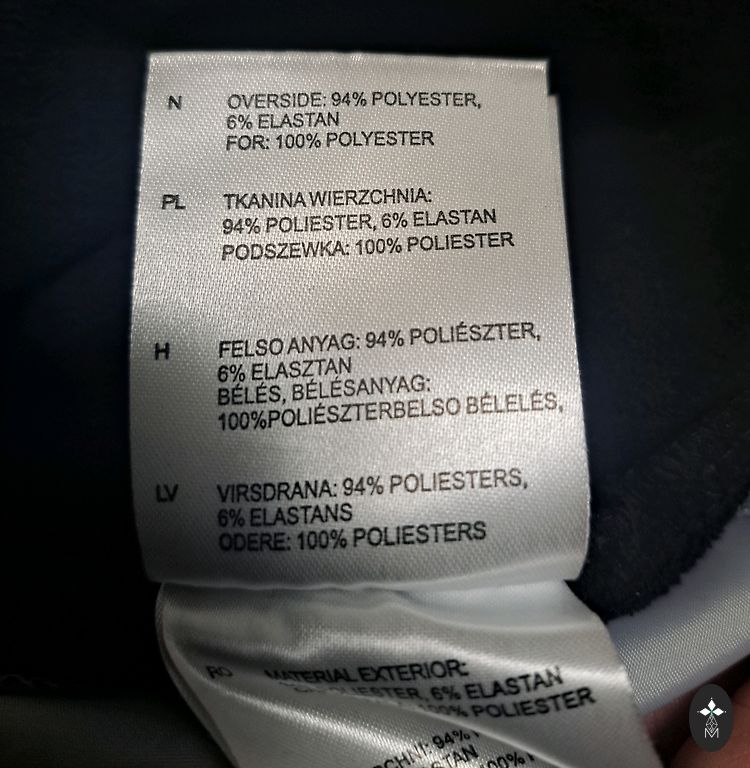 N OVERSIDE: 94% POLYESTER,
6% ELASTAN
FOR: 100% POLYESTER
PL TKANINA WIERZCHNIA:
94% POLIESTER, 6% ELASTAN
PODSZEWKA: 100% POLIESTER
H FELSO ANYAG: 94% POLIÉSZTER,
6% ELASZTAN
BÉLÉS, BÉLÉSANYAG:
100%POLIÉSZTERBELSO BÉLELÉS,
LV VIRSDRANA: 94% POLIESTERS,
6% ELASTANS
ODERE: 100% POLIESTERS
RO MATERIAL EXTERIOR:
6% ELASTAN
100% POLIESTER
94%
M